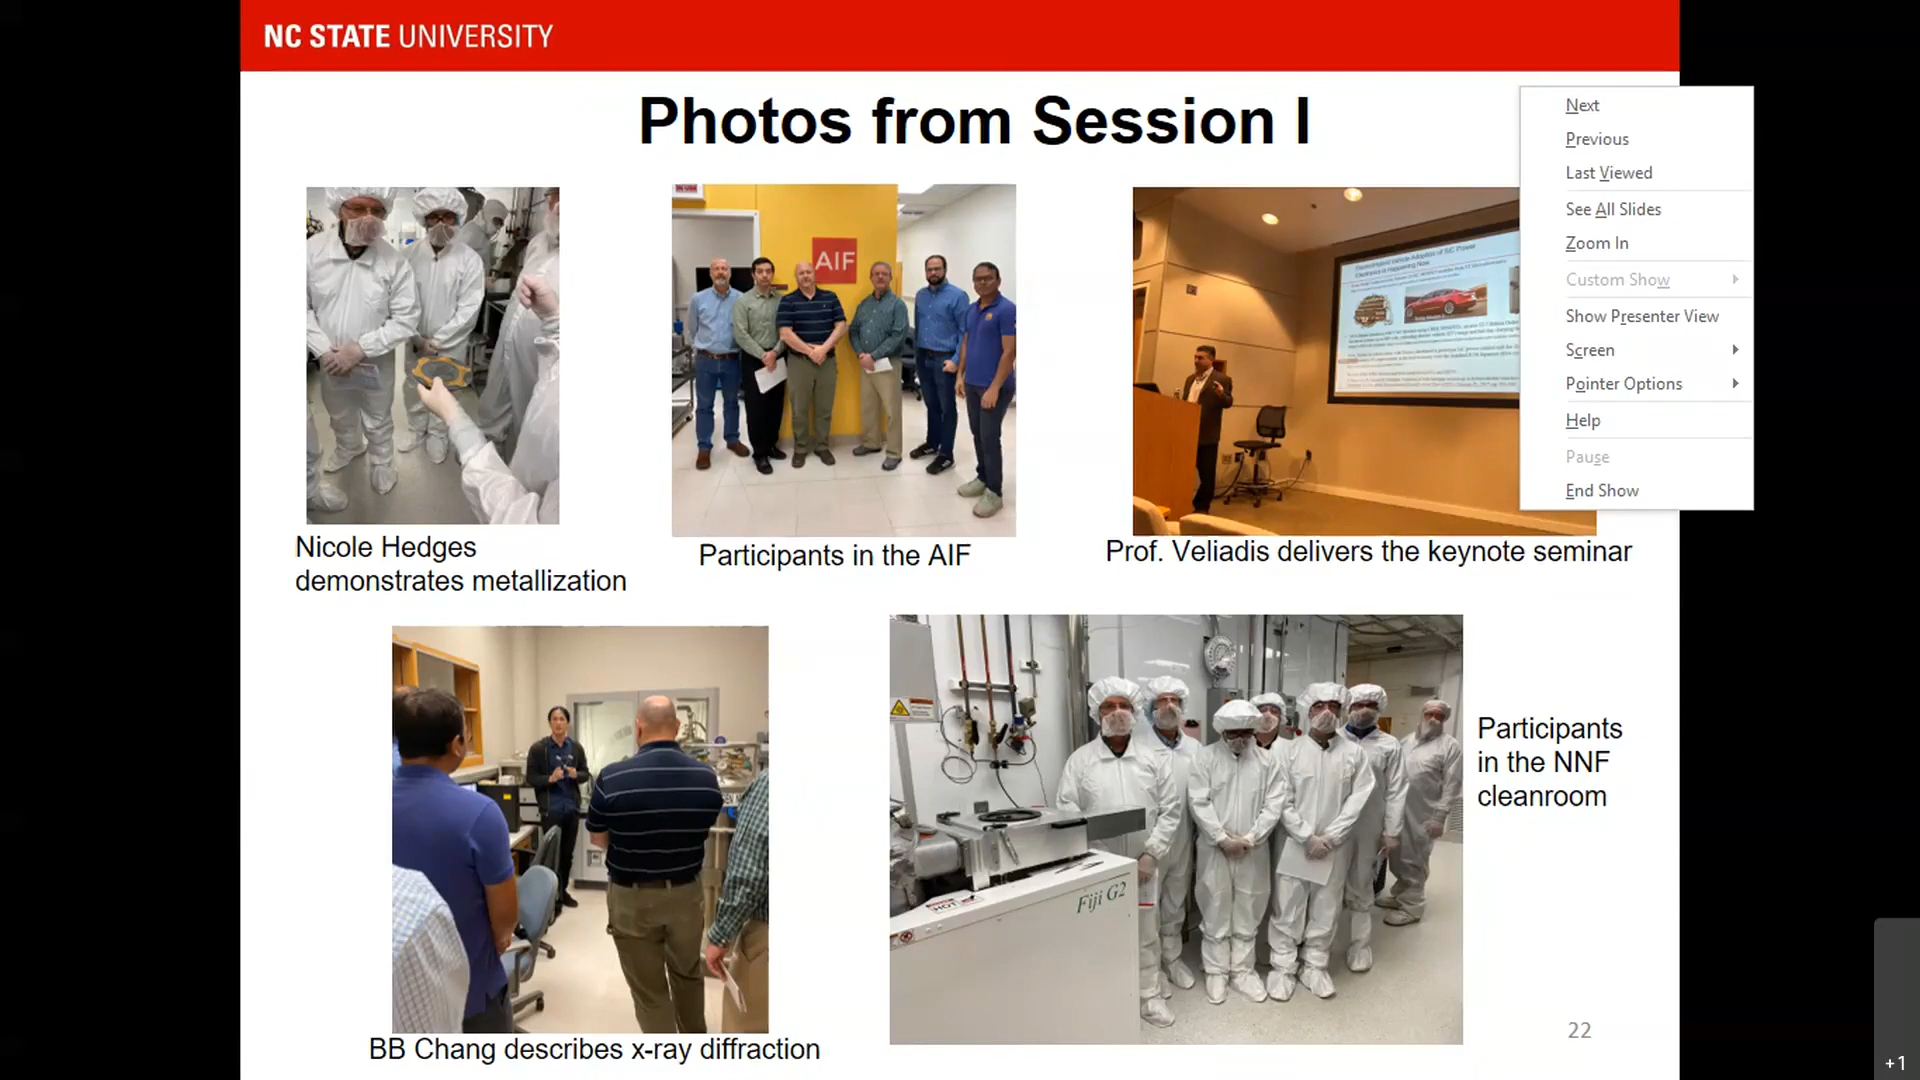 NC STATE UNIVERSITY
Photos from Session I
Next
Previous
Last Viewed
See All Slides
Zoom In
Custom Show
Show Presenter View
Screen
Pointer Options
Help
Pause
End Show
AIF
Nicole Hedges
demonstrates metallization
Participants in the AIF
Prof. Veliadis delivers the keynote seminar
Fiji G2
HOT
Participants
in the NNF
cleanroom
BB Chang describes x-ray diffraction
22
+1